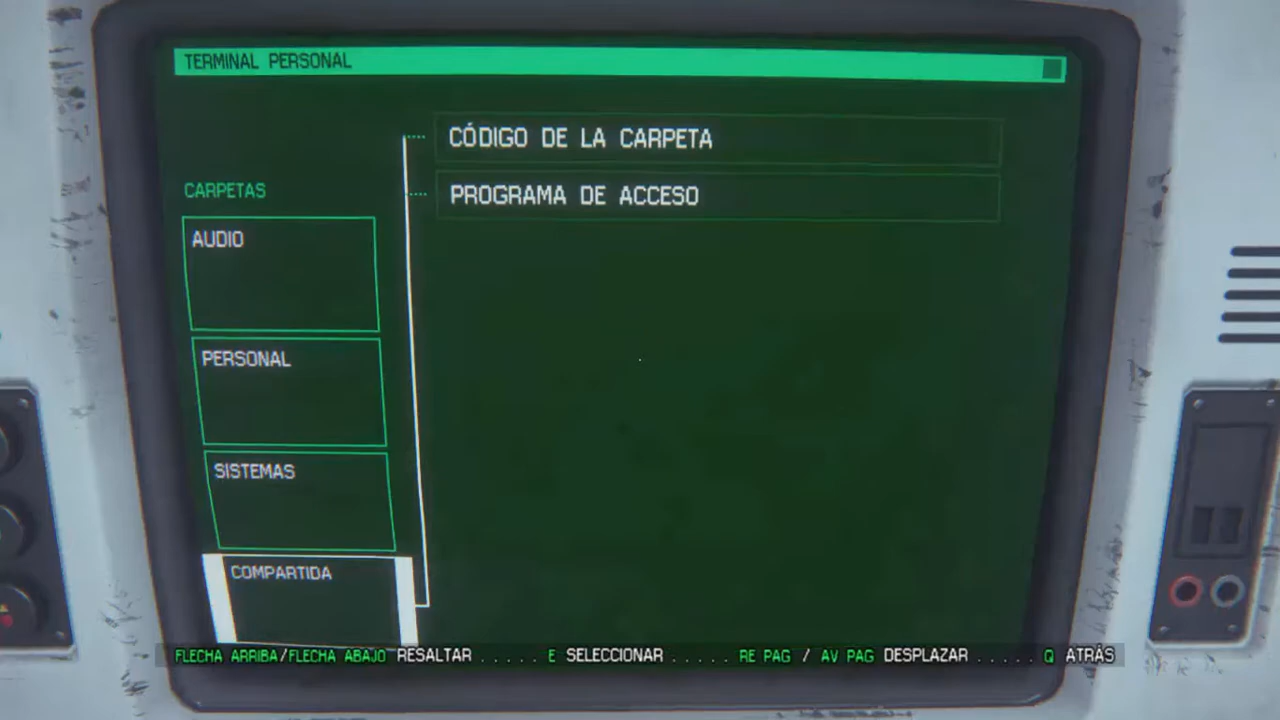 TERMINAL PERSONAL
CÓDIGO DE LA CARPETA
PROGRAMA DE ACCESO
CARPETAS
AUDIO
PERSONAL
SISTEMAS
COMPARTIDA
FLECHA ARRIBA/FLECHA ABAJO RESALTAR ..... E SELECCIONAR ..... RE PAG / AV PAG DESPLAZAR ..... Q ATRÁS